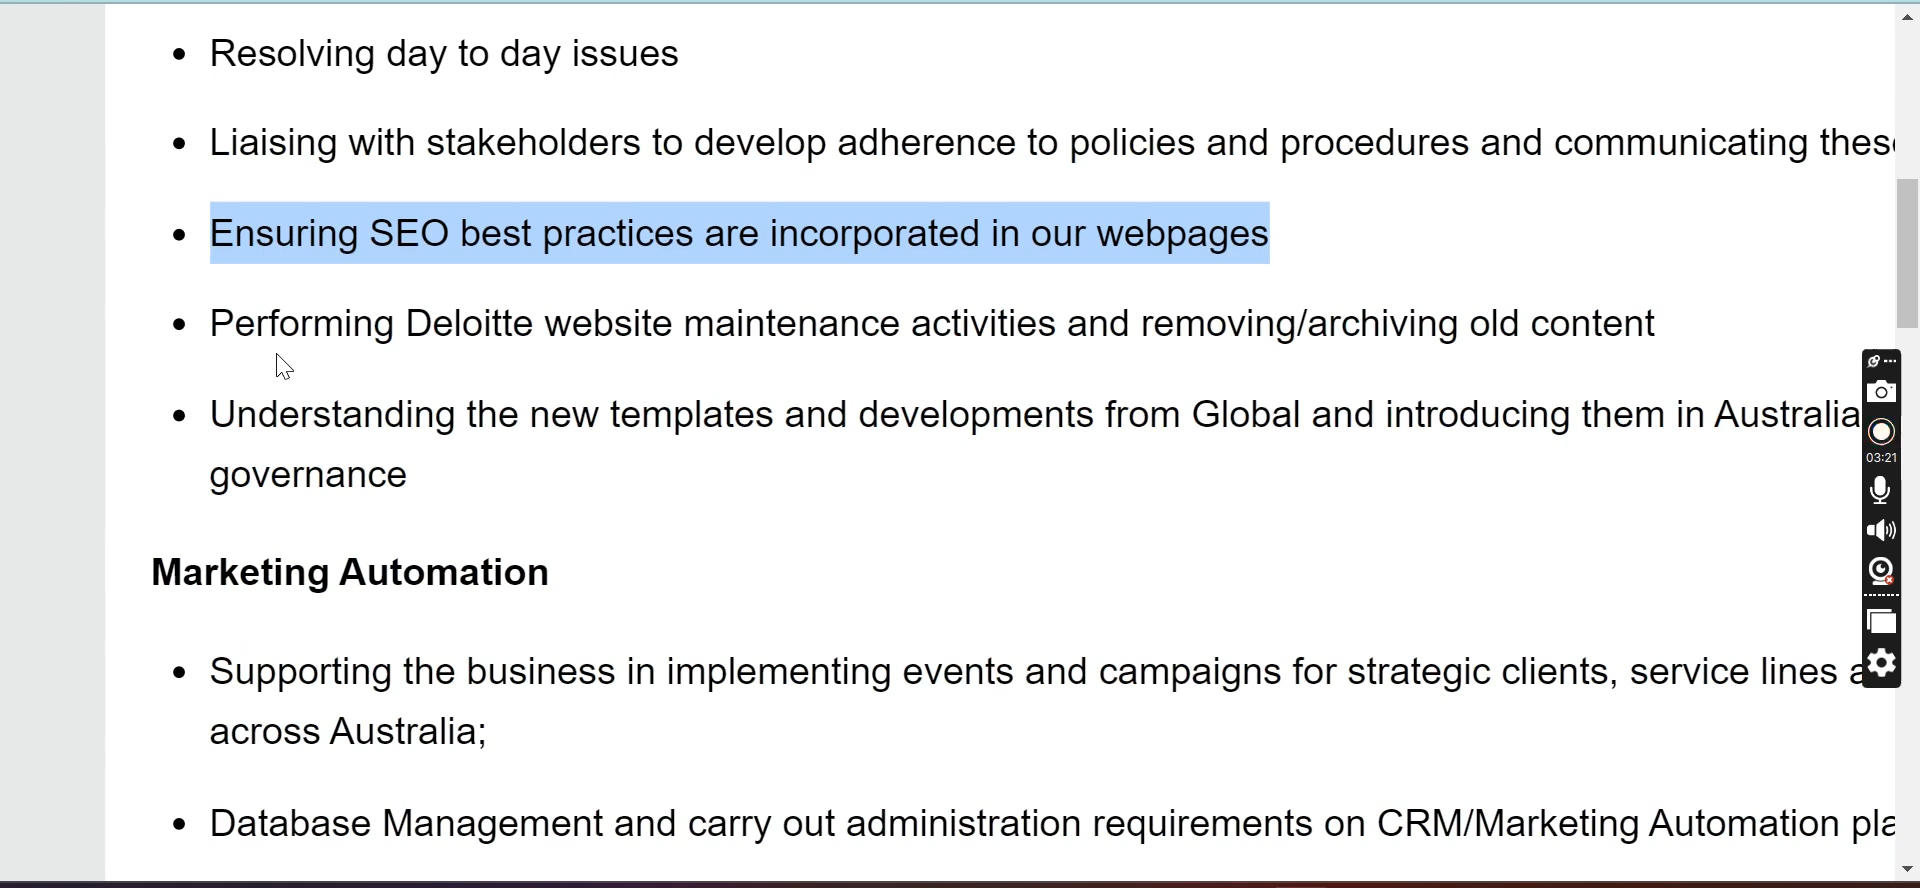 Resolving day to day issues
Liaising with stakeholders to develop adherence to policies and procedures and communicating
Ensuring SEO best practices are incorporated in our webpages
Performing Deloitte website maintenance activities and removing/archiving old content
Understanding the new templates and developments from Global and introducing them in Australia
governance
Marketing Automation
Supporting the business in implementing events and campaigns for strategic clients, service lines
across Australia;
Database Management and carry out administration requirements on CRM/Marketing Automation
03:21